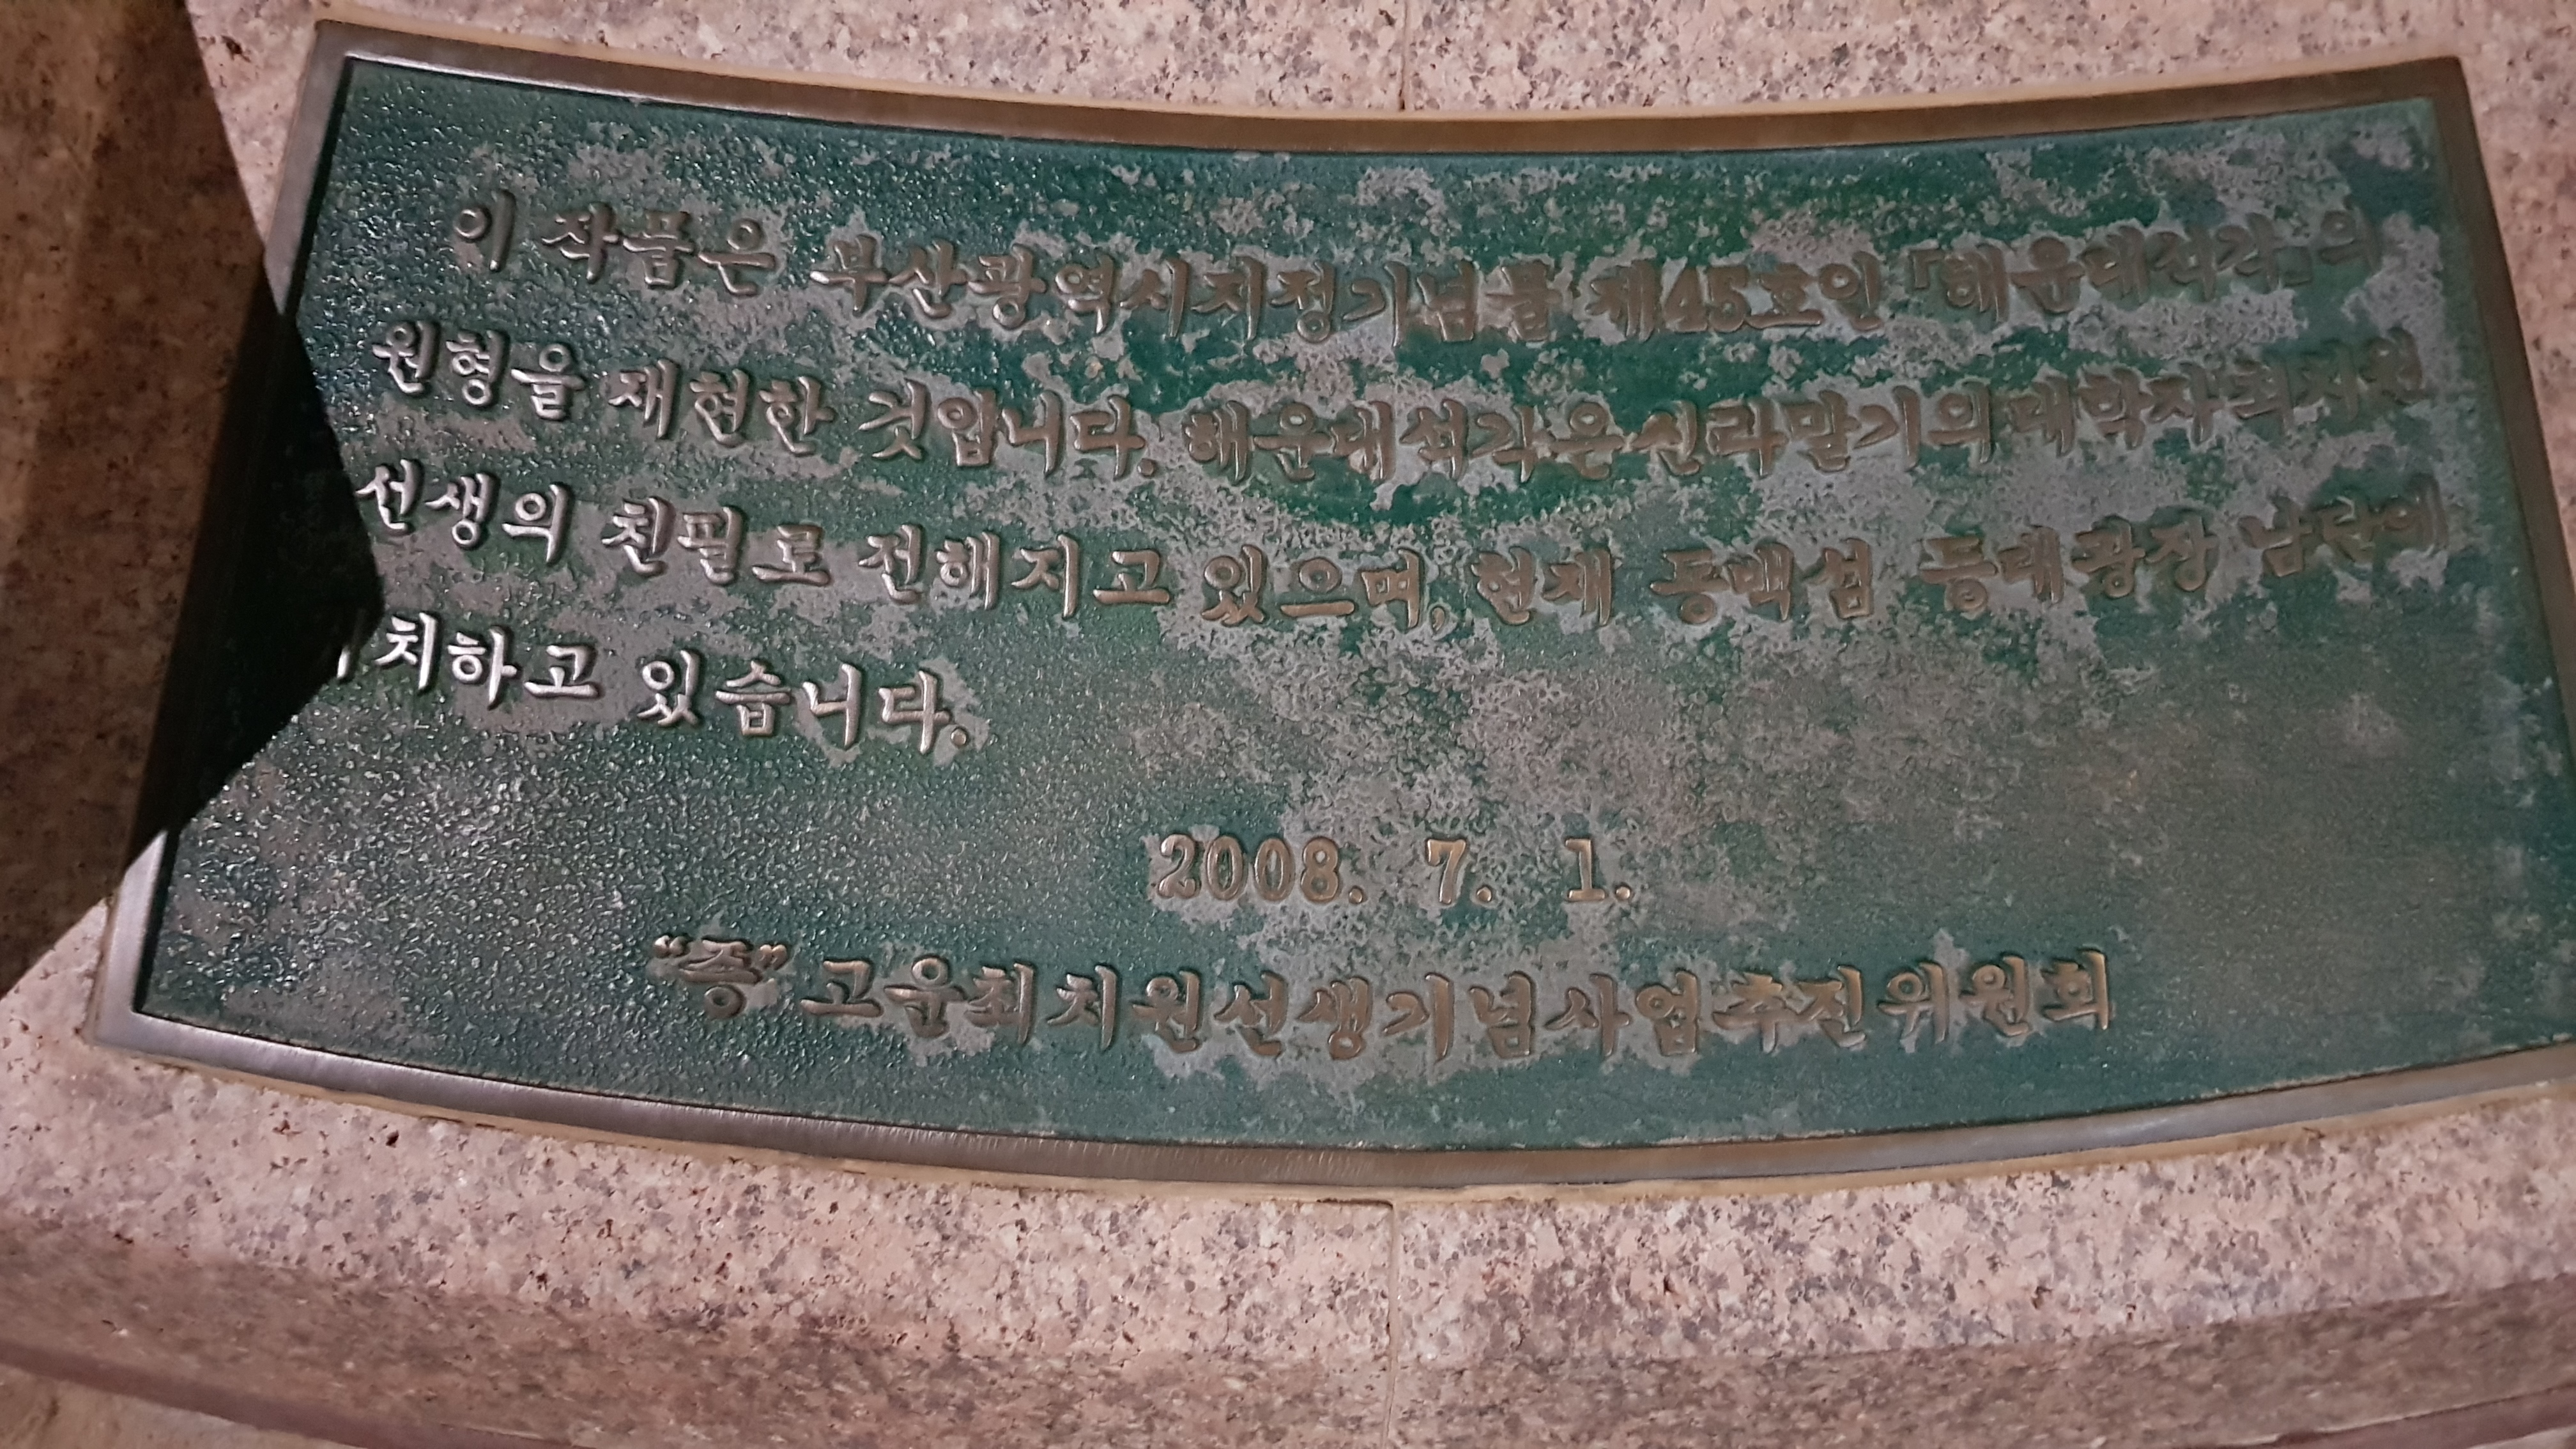 이 작품은 부산광역시지정기념물 제45호인 『해운대석각』의
원형을 재현한 것입니다. 해운대석각은 신라말기의 대학자 최치원
선생의 친필로 전해지고 있으며, 현재 동백섬 등대광장 남단에
치하고 있습니다.
2008. 7. 1.
“증” 고운최치원선생기념사업추진위원회